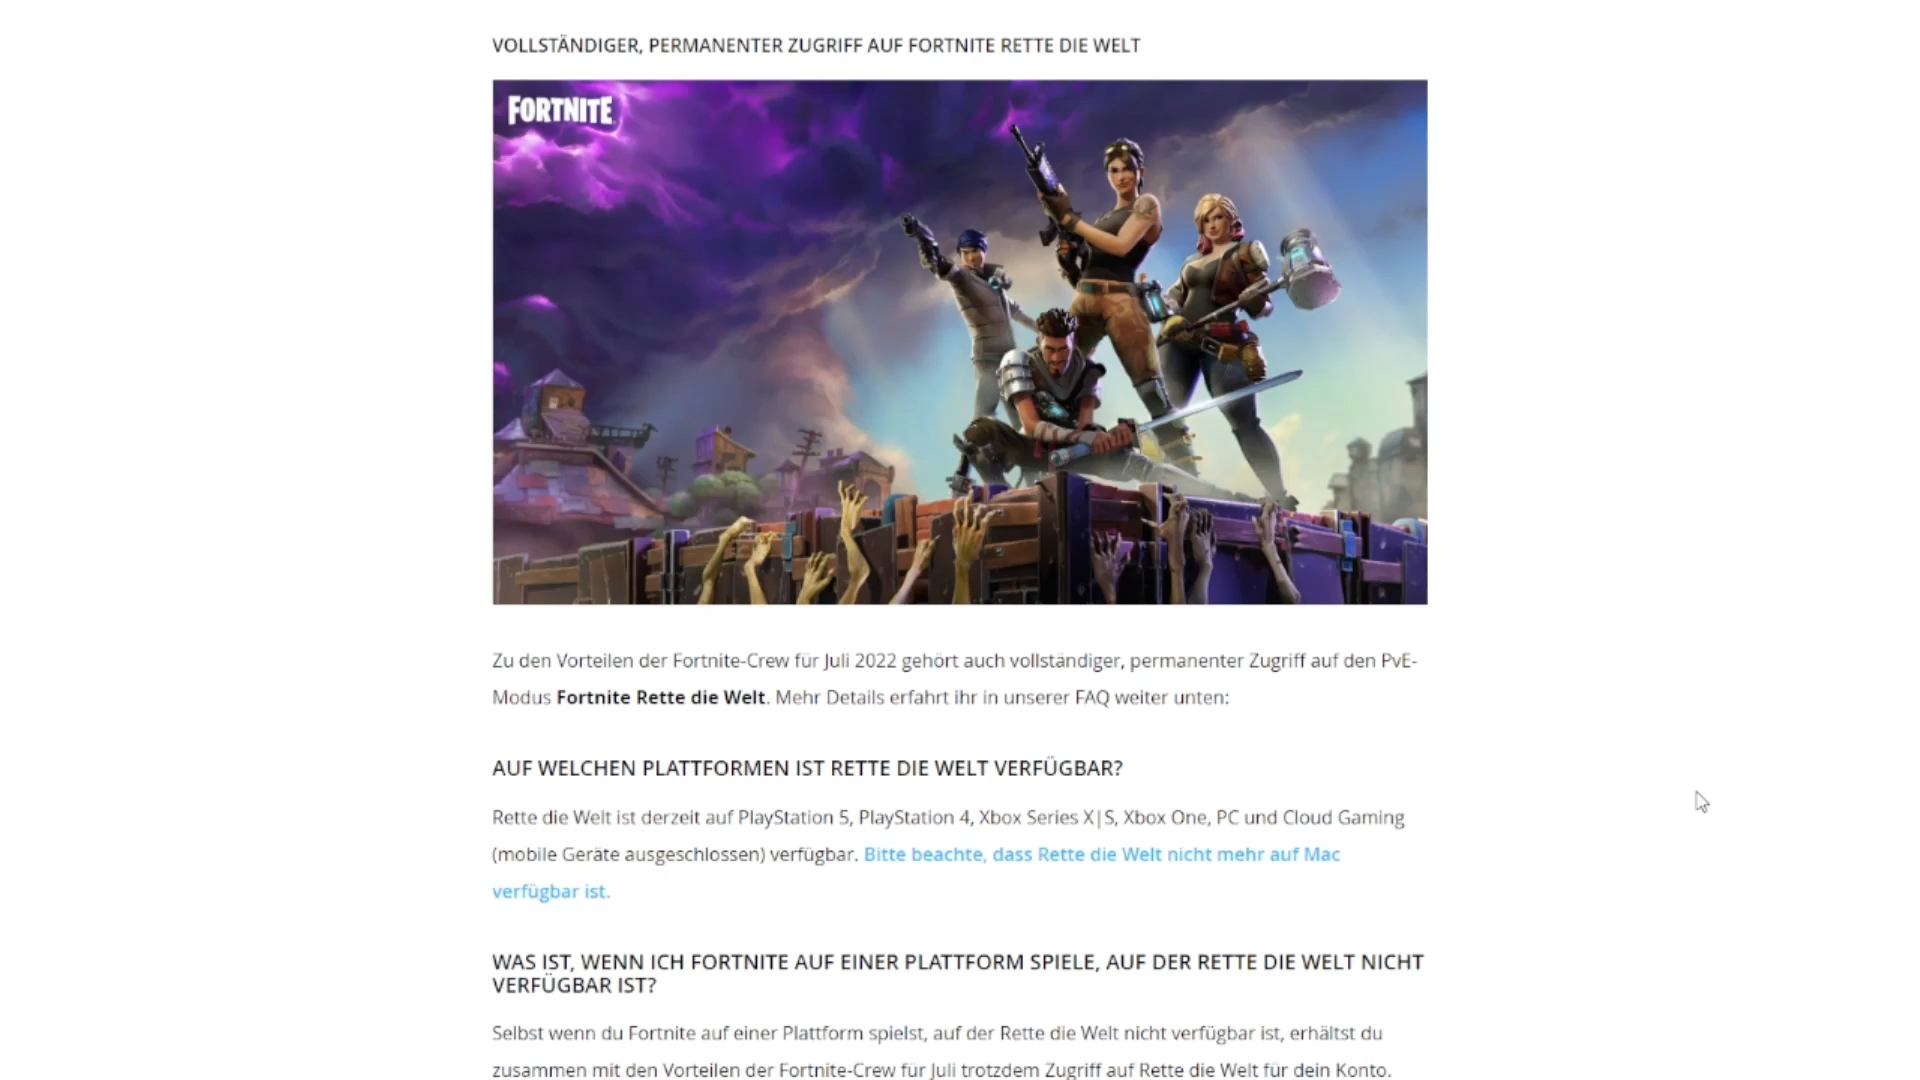 VOLLSTÄNDIGER, PERMANENTER ZUGRIFF AUF FORTNITE RETTE DIE WELT
FORTNITE
Zu den Vorteilen der Fortnite-Crew für Juli 2022 gehört auch vollständiger, permanenter Zugriff auf den PvE-
Modus Fortnite Rette die Welt. Mehr Details erfahrt ihr in unserer FAQ weiter unten:
AUF WELCHEN PLATTFORMEN IST RETTE DIE WELT VERFÜGBAR?
Rette die Welt ist derzeit auf PlayStation 5, PlayStation 4, Xbox Series X|S, Xbox One, PC und Cloud Gaming
(mobile Geräte ausgeschlossen) verfügbar. Bitte beachte, dass Rette die Welt nicht mehr auf Mac
verfügbar ist.
WAS IST, WENN ICH FORTNITE AUF EINER PLATTFORM SPIELE, AUF DER RETTE DIE WELT NICHT
VERFÜGBAR IST?
Selbst wenn du Fortnite auf einer Plattform spielst, auf der Rette die Welt nicht verfügbar ist, erhältst du
zusammen mit den Vorteilen der Fortnite-Crew für Juli trotzdem Zugriff auf Rette die Welt für dein Konto.